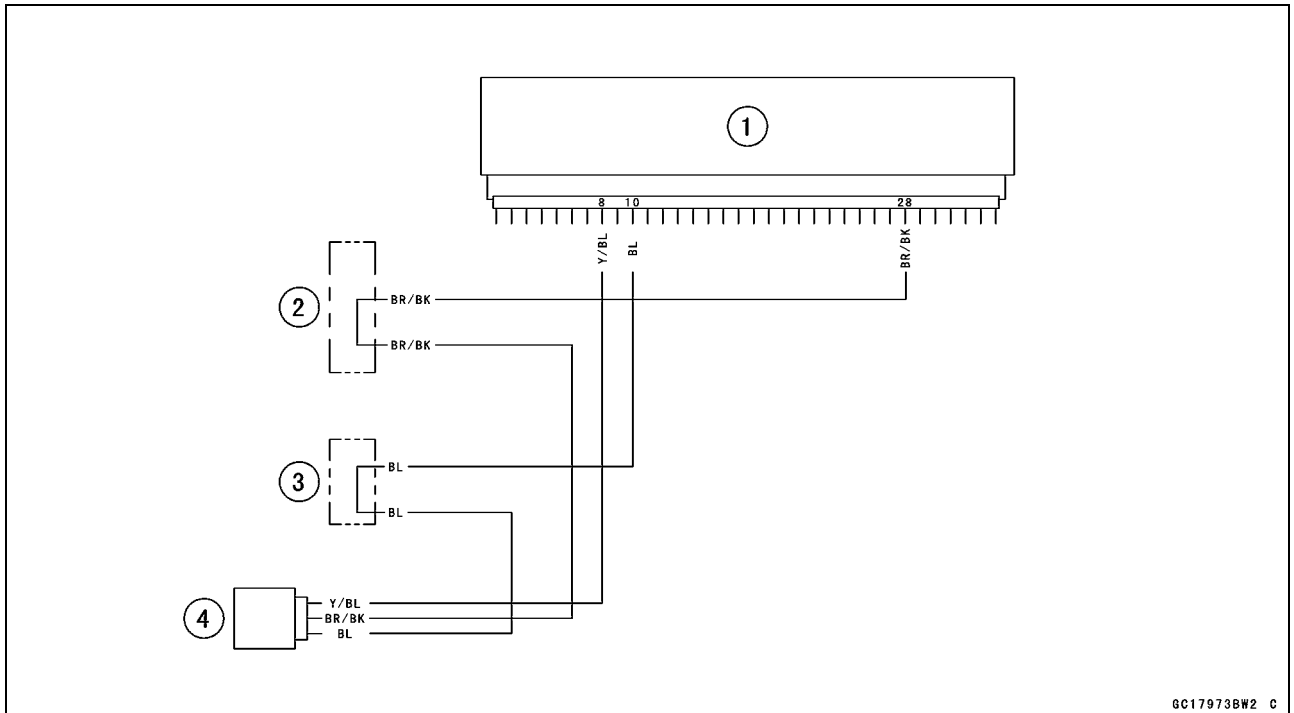 1
8 10 28
Y/BL BL BR/BK
2
BR/BK
BR/BK
3
BL
BL
4
Y/BL
BR/BK
BL
GC17973BW2 C